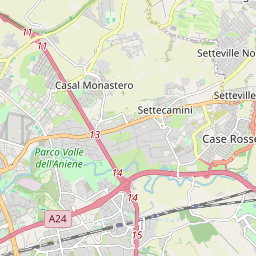 11
Setteville No
Casal Monastero
11
Setteville
Settecamini
13
Case Rosse
Parco Valle
dell'Aniene
14
14
A24
14
15